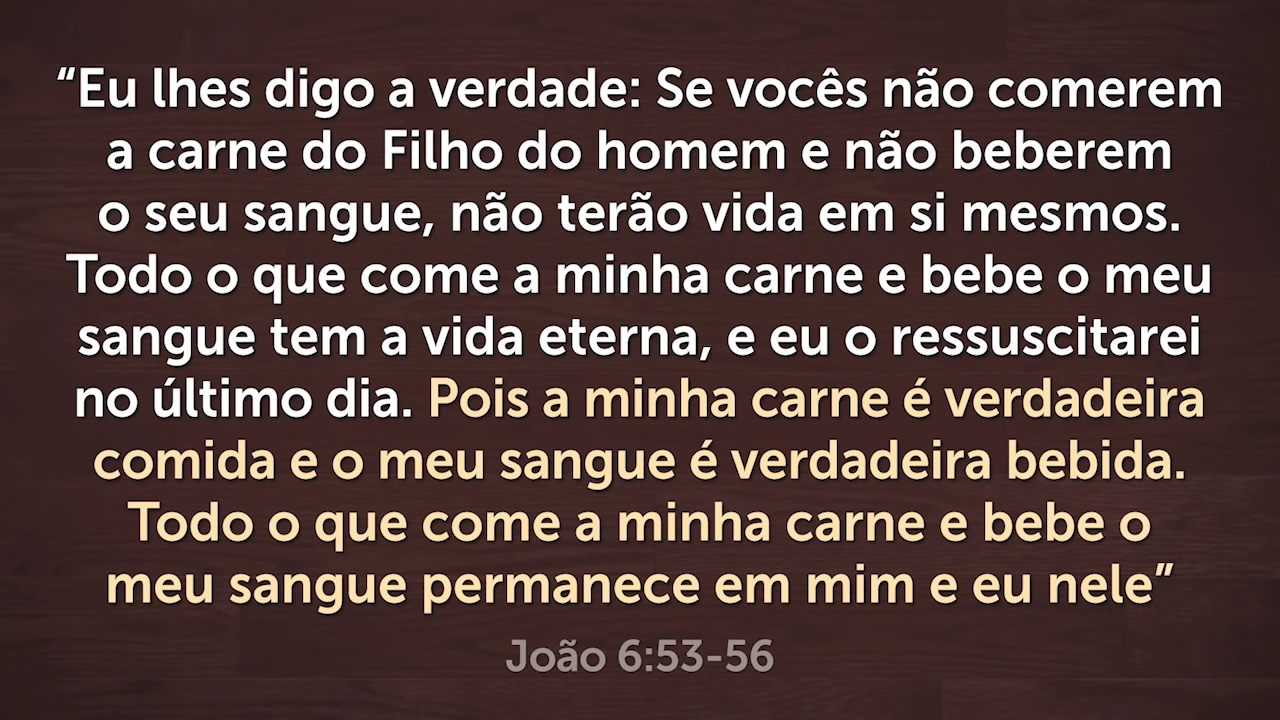 “Eu lhes digo a verdade: Se vocês não comerem
a carne do Filho do homem e não beberem
o seu sangue, não terão vida em si mesmos.
Todo o que come a minha carne e bebe o meu
sangue tem a vida eterna, e eu o ressuscitarei
no último dia. Pois a minha carne é verdadeira
comida e o meu sangue é verdadeira bebida.
Todo o que come a minha carne e bebe o
meu sangue permanece em mim e eu nele”
João 6:53-56